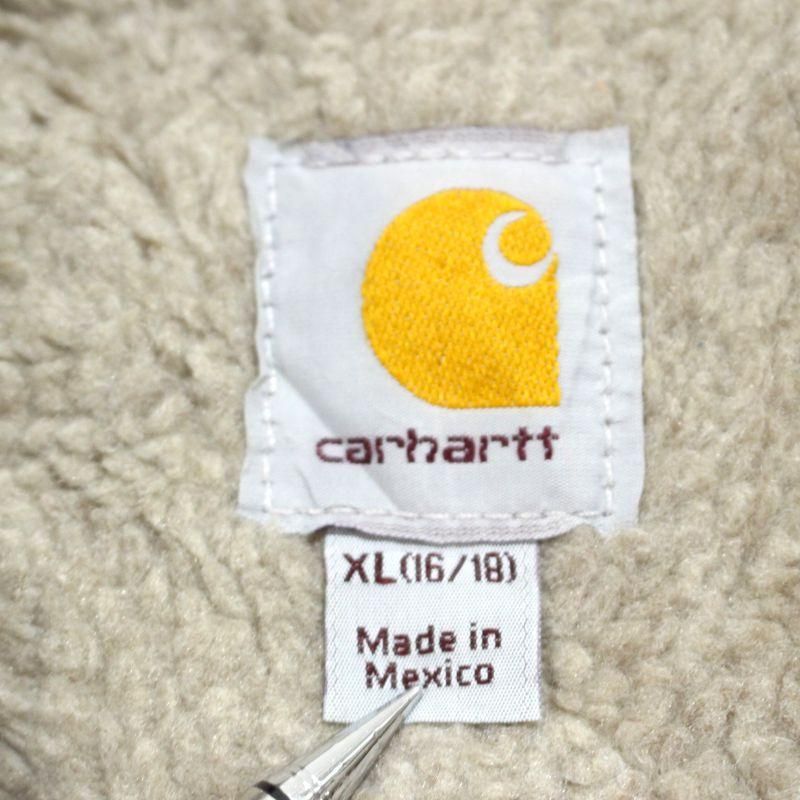 carhartt
XL(16/18)
Made in
Mexico